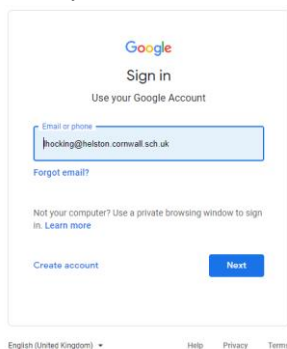 Google
Sign in
Use your Google Account
Email or phone
hocking@helston.cornwall.sch.uk
Forgot email?
Not your computer? Use a private browsing window to sign
in. Learn more
Create account
Next
English (United Kingdom)
Help
Privacy
Terms